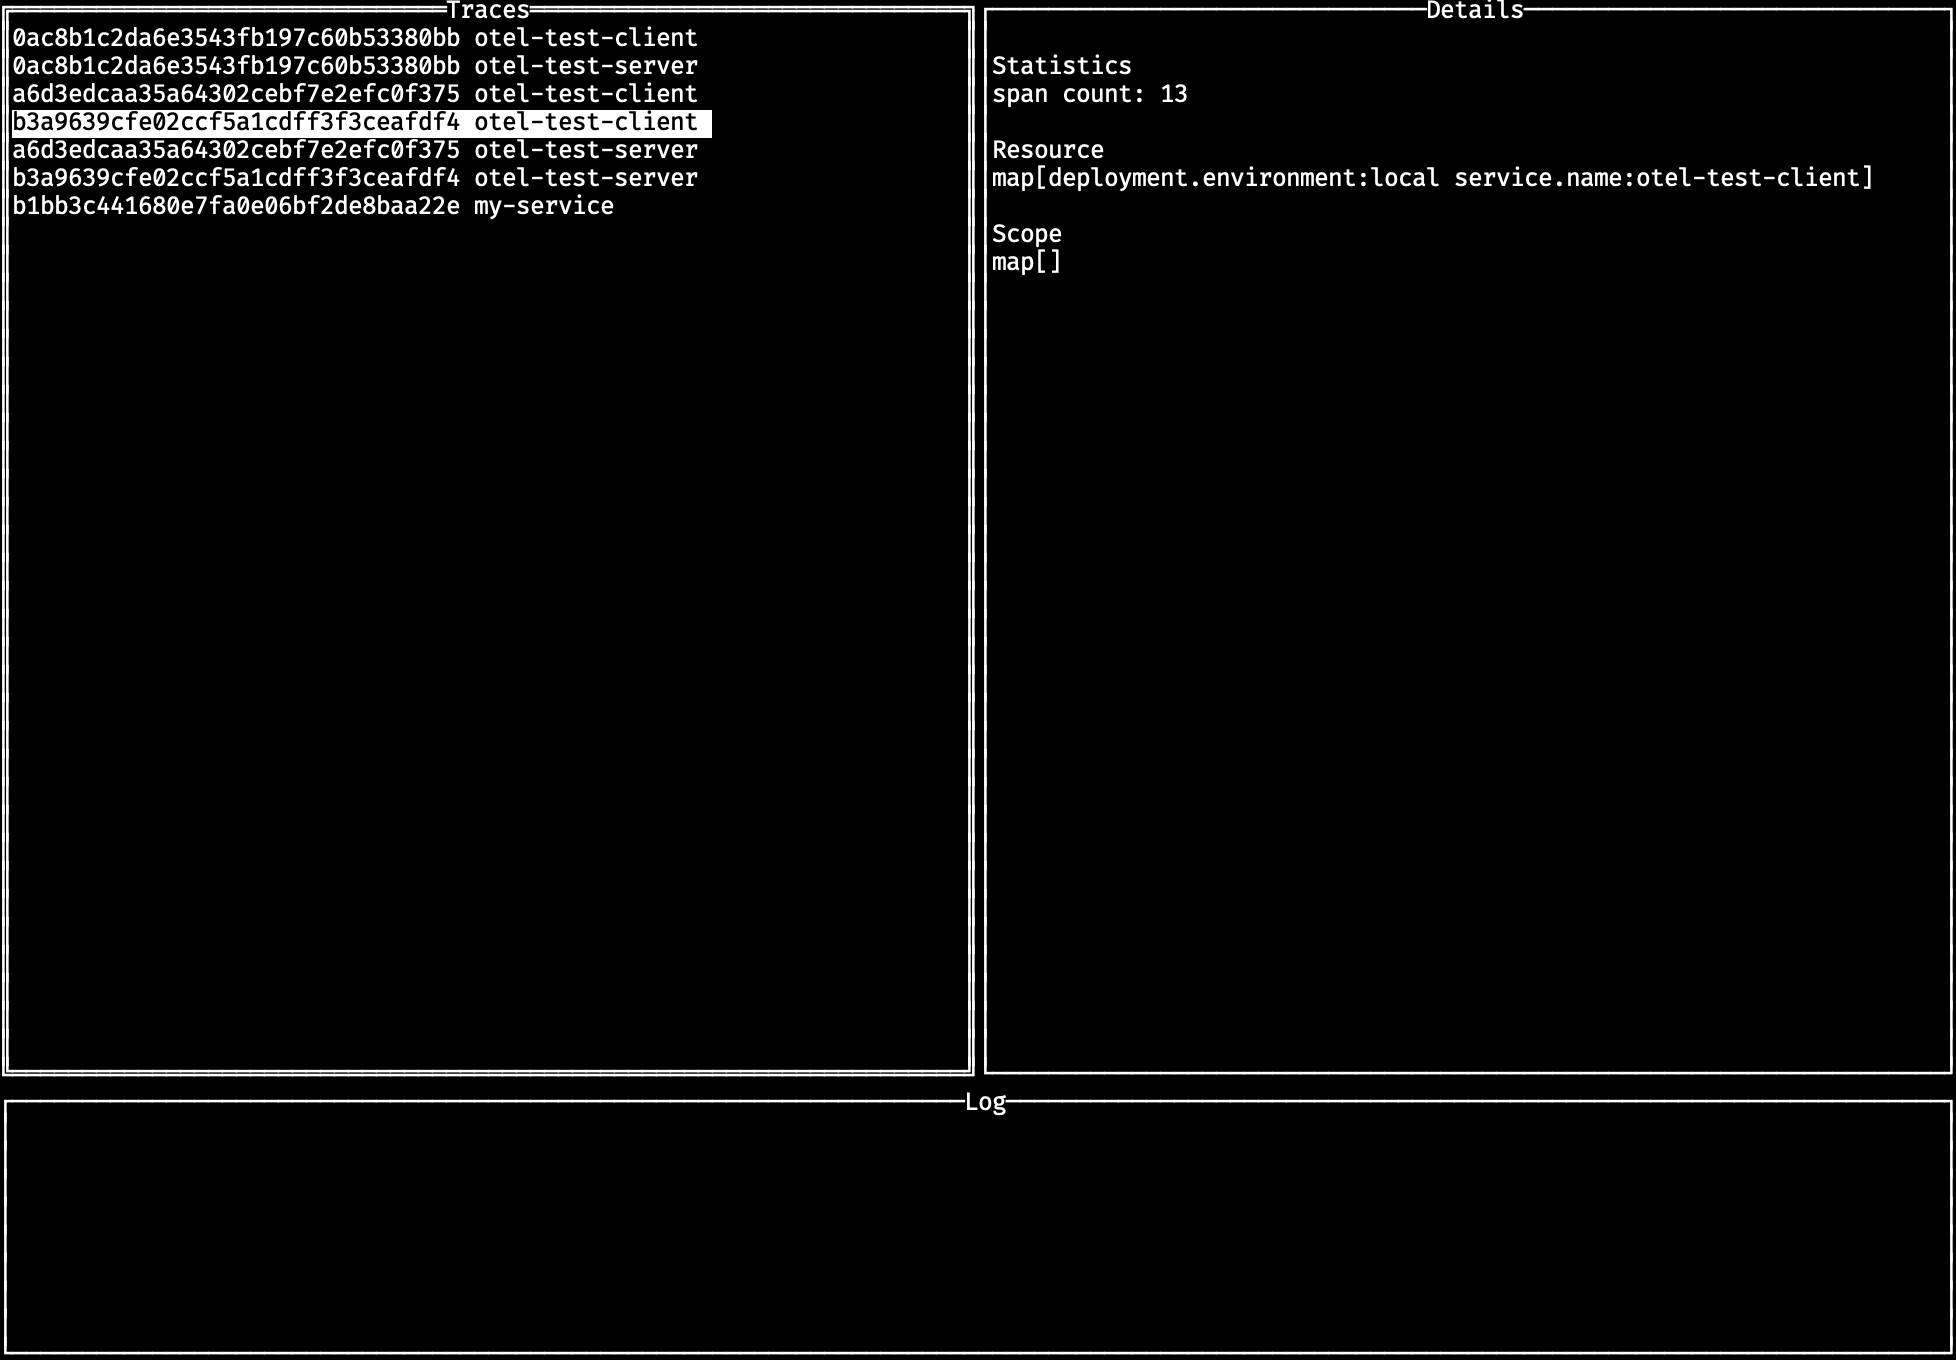 Traces
0ac8b1c2da6e3543fb197c60b53380bb otel-test-client
0ac8b1c2da6e3543fb197c60b53380bb otel-test-server
a6d3edcaa35a64302cebf7e2efc0f375 otel-test-client
b3a9639cfe02ccf5a1cdff3f3ceafdf4 otel-test-client
a6d3edcaa35a64302cebf7e2efc0f375 otel-test-server
b3a9639cfe02ccf5a1cdff3f3ceafdf4 otel-test-server
b1bb3c441680e7fa0e06bf2de8baa22e my-service
Details
Statistics
span count: 13
Resource
map[deployment.environment:local service.name:otel-test-client]
Scope
map[]
Log